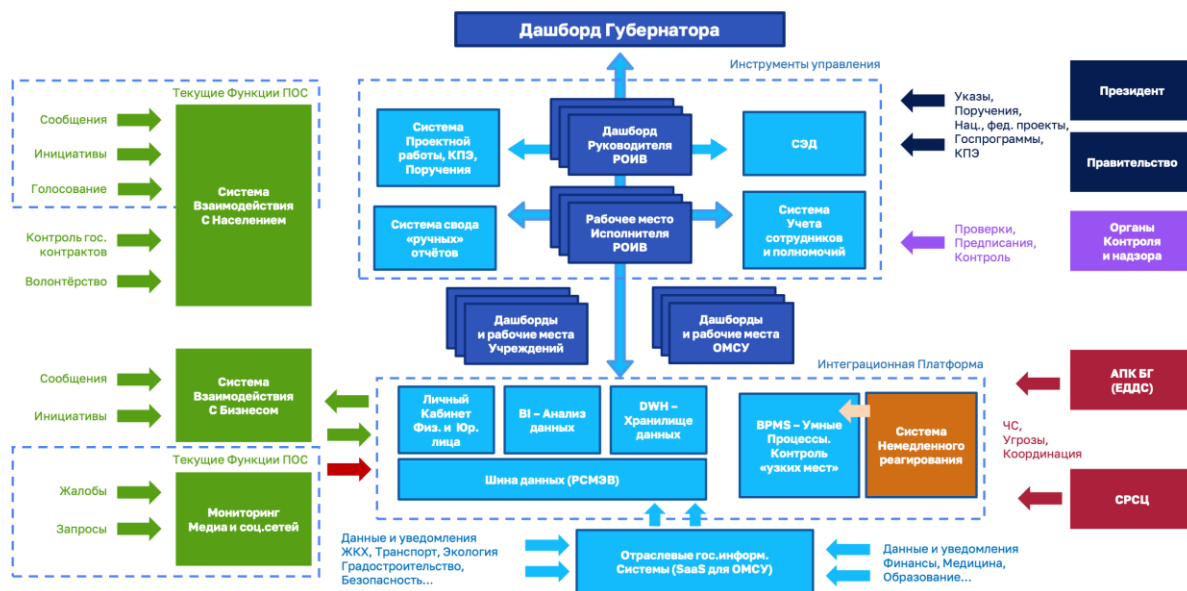 Дашборд Губернатора
Инструменты управления
Текущие Функции ПОС
Сообщения
Инициативы
Голосование
Контроль гос.
контрактов
Волонтёрство
Система
Взаимодействия
С Населением
Система
Проектной
работы, КПЭ,
Поручения
Дашборд
Руководителя
РОИВ
СЭД
Система свода
«ручных»
отчётов
Рабочее место
Исполнителя
РОИВ
Система
Учета
сотрудников
и полномочий
Указы,
Поручения,
Нац., фед. проекты,
Госпрограммы,
КПЭ
Президент
Правительство
Проверки,
Предписания,
Контроль
Органы
Контроля
и надзора
Дашборды
и рабочие места
Учреждений
Дашборды
и рабочие места
ОМСУ
Сообщения
Инициативы
Система
Взаимодействия
С Бизнесом
Интеграционная Платформа
Личный
Кабинет
Физ. и Юр.
лица
BI – Анализ
данных
DWH –
Хранилище
данных
Шина данных (РСМЭВ)
BPMS – Умные
Процессы.
Контроль
«узких мест»
Система
Немедленного
реагирования
АПК БГ
(ЕДДС)
ЧС,
Угрозы,
Координация
СРСЦ
Текущие Функции ПОС
Жалобы
Запросы
Мониторинг
Медиа и соц.сетей
Данные и уведомления
ЖКХ, Транспорт, Экология
Градостроительство,
Безопасность...
Отраслевые гос.информ.
Системы (SaaS для ОМСУ)
Данные и уведомления
Финансы, Медицина,
Образование...